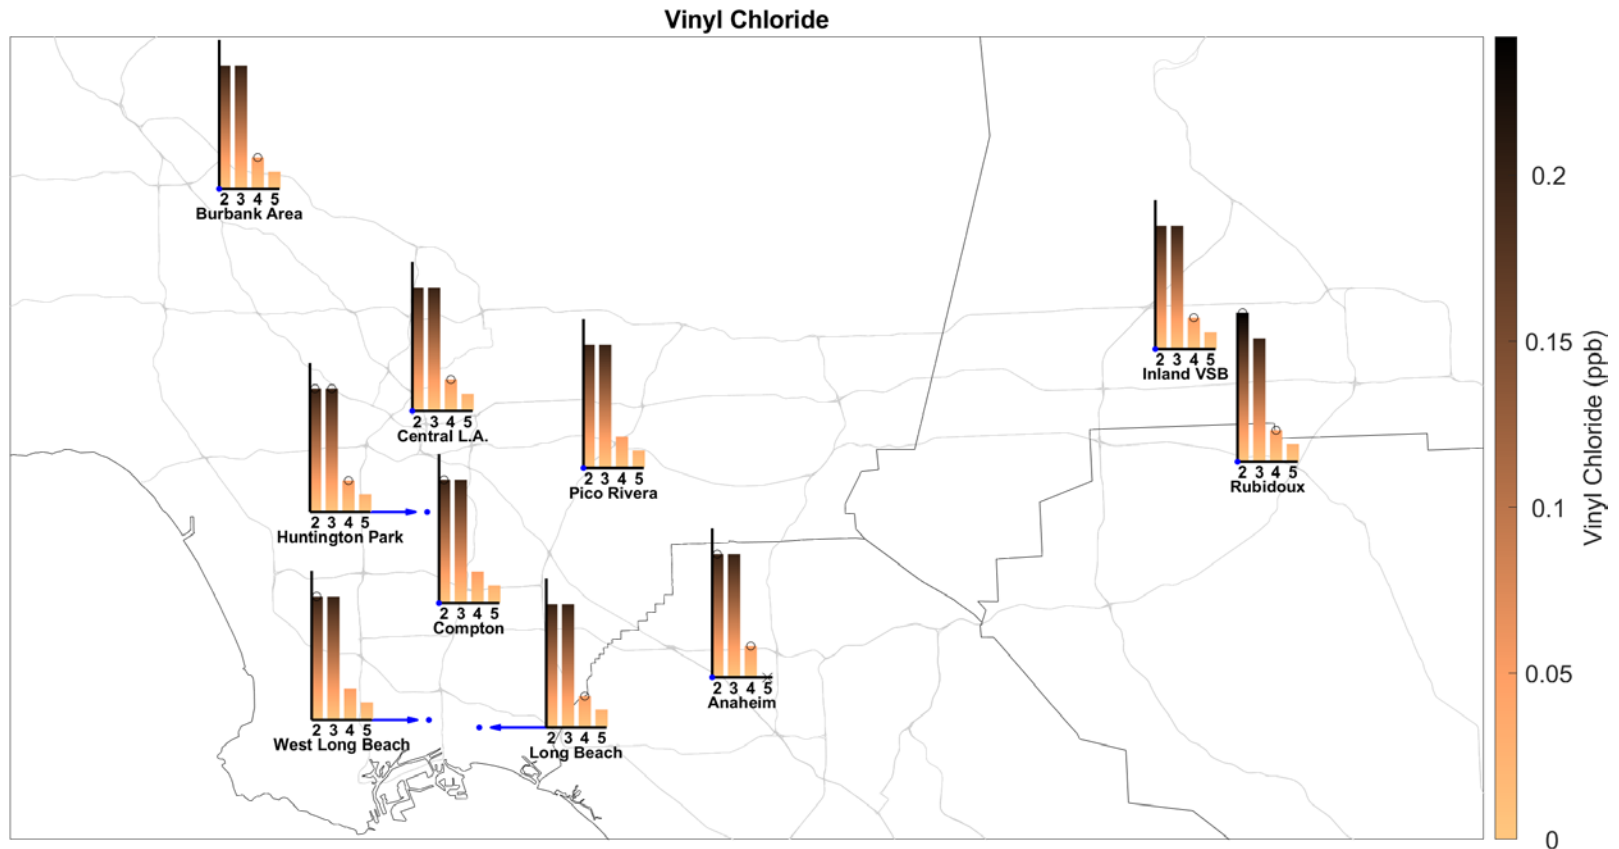 Vinyl Chloride
2 3 4 5
Burbank Area
2 3 4 5
Central L.A.
2 3 4 5
Pico Rivera
2 3 4 5
Inland VSB
2 3 4 5
Rubidoux
2 3 4 5
Huntington Park
2 3 4 5
Compton
2 3 4 5
Anaheim
2 3 4 5
West Long Beach
2 3 4 5
Long Beach
0.2
0.15
0.1
0.05
0
Vinyl Chloride (ppb)